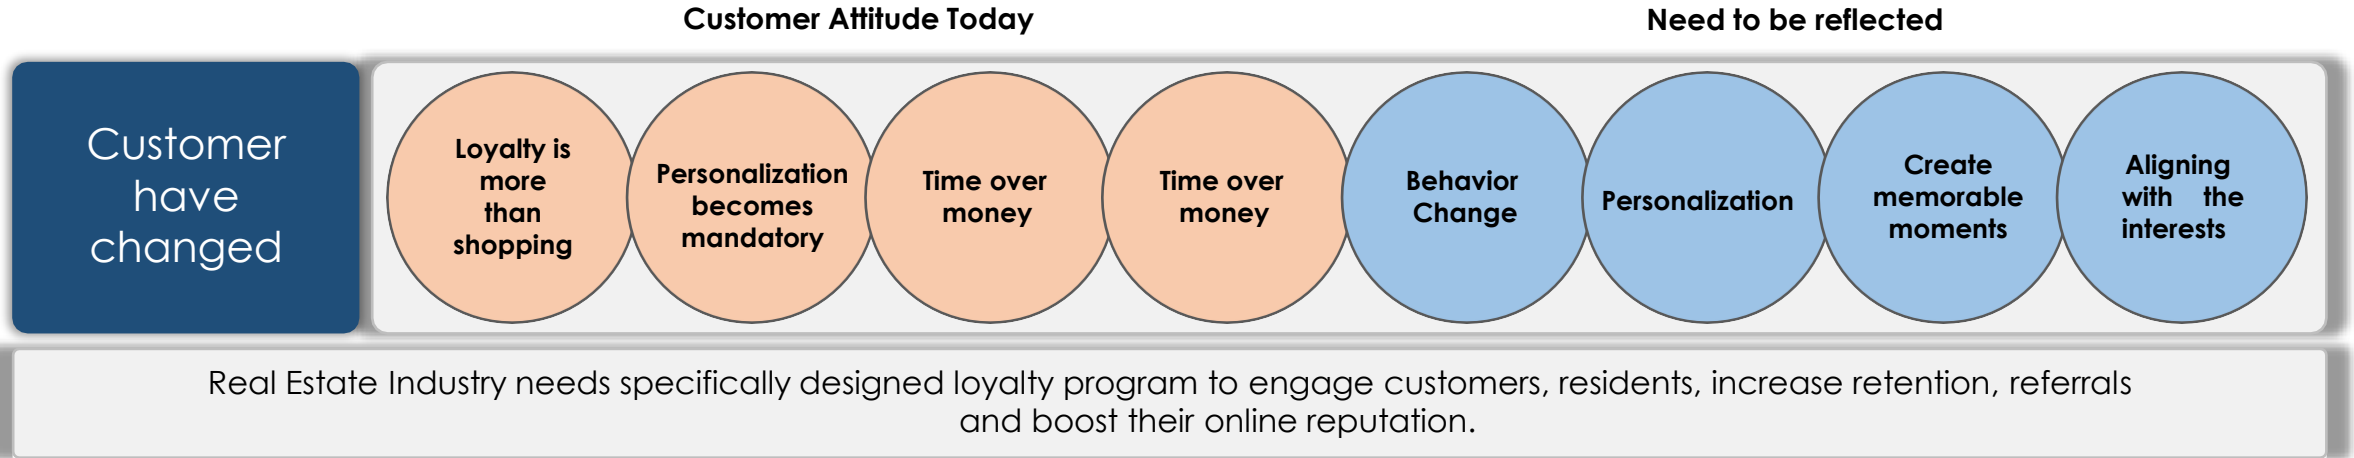 Customer Attitude Today
Need to be reflected
Customer
have
changed
Loyalty is
more
than
shopping
Personalization
becomes
mandatory
Time over
money
Time over
money
Behavior
Change
Personalization
Create
memorable
moments
Aligning
with the
interests
Real Estate Industry needs specifically designed loyalty program to engage customers, residents, increase retention, referrals
and boost their online reputation.